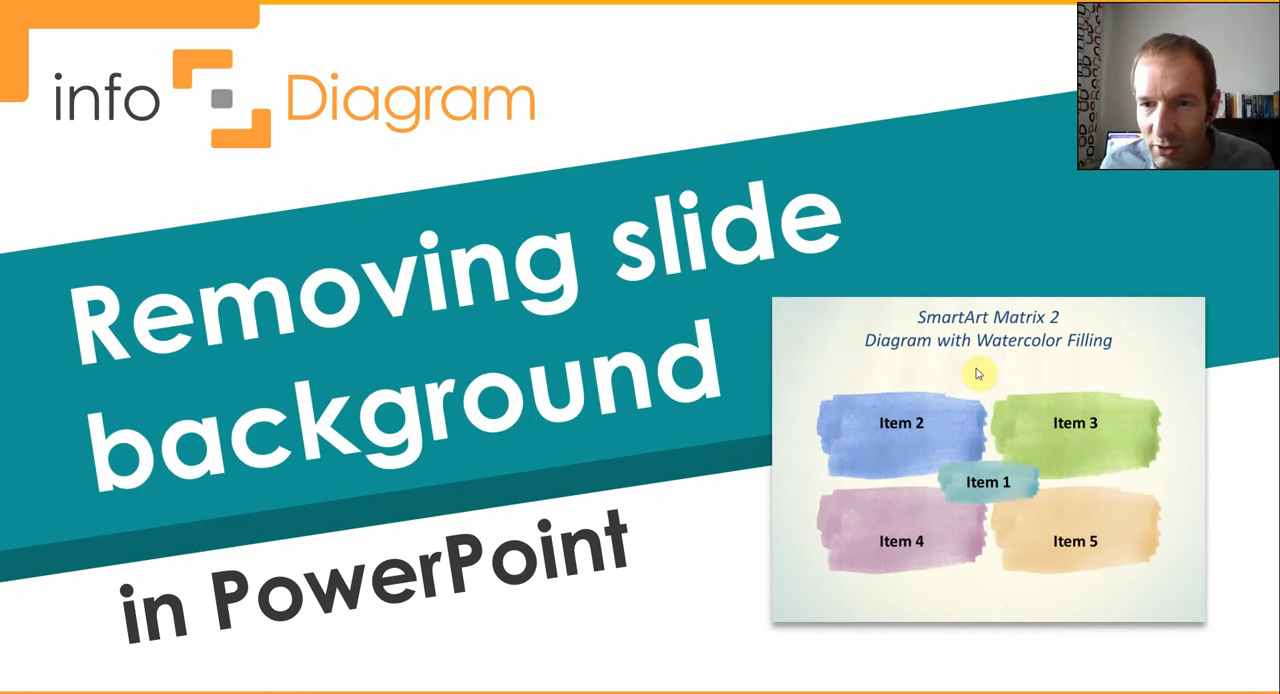 info Diagram
Removing slide
background
in PowerPoint
SmartArt Matrix 2
Diagram with Watercolor Filling
Item 2
Item 3
Item 1
Item 4
Item 5